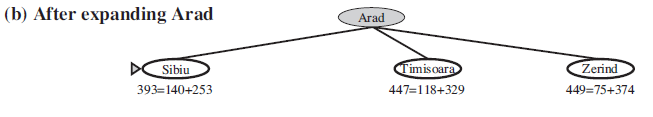 (b) After expanding Arad
Arad
Sibiu
Timisoara
Zerind
393=140+253
447=118+329
449=75+374